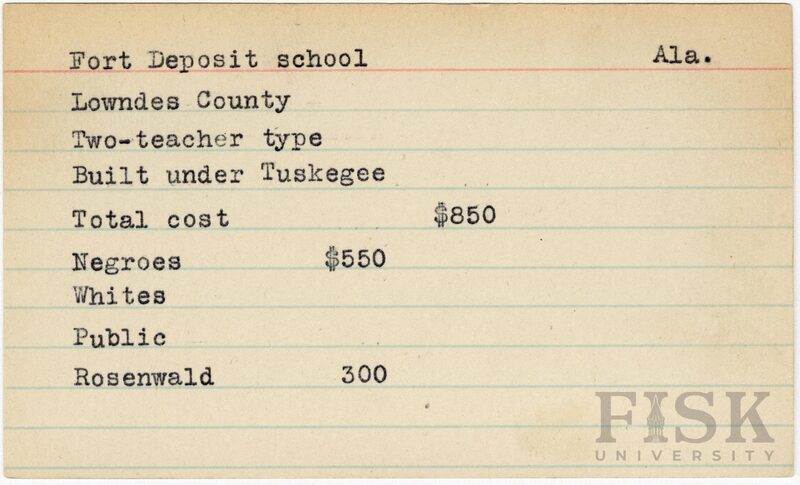 Fort Deposit school Ala.
Lowndes County
Two-teacher type
Built under Tuskegee
Total cost $850
Negroes $550
Whites
Public
Rosenwald 300
FISK
UNIVERSITY